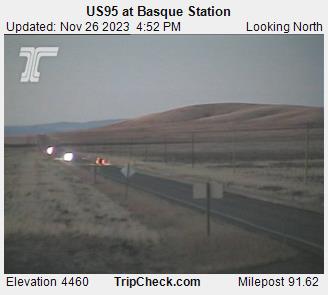 US95 at Basque Station
Updated: Nov 26 2023 4:52 PM Looking North
Elevation 4460 TripCheck.com Milepost 91.62